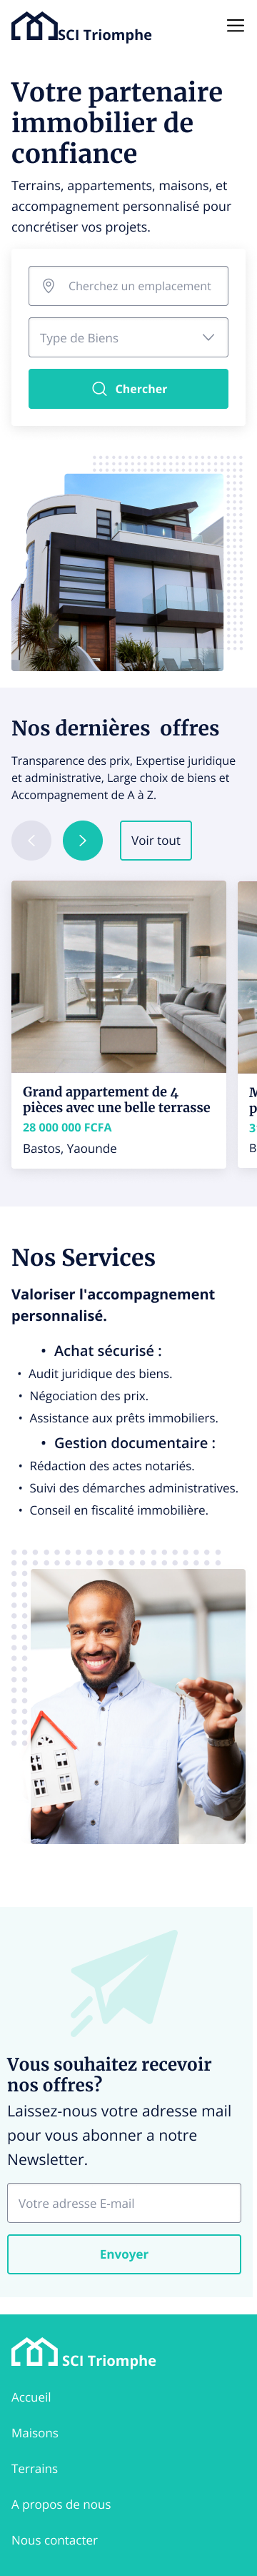 SCI Triomphe
Votre partenaire
immobilier de
confiance
Terrains, appartements, maisons, et
accompagnement personnalisé pour
concrétiser vos projets.
Cherchez un emplacement
Type de Biens
Chercher
Nos dernières offres
Transparence des prix, Expertise juridique
et administrative, Large choix de biens et
Accompagnement de A à Z.
Voir tout
Grand appartement de 4
pièces avec une belle terrasse
28 000 000 FCFA
Bastos, Yaounde
M
p
3
B
Nos Services
Valoriser l'accompagnement
personnalisé.
• Achat sécurisé :
• Audit juridique des biens.
• Négociation des prix.
• Assistance aux prêts immobiliers.
• Gestion documentaire :
• Rédaction des actes notariés.
• Suivi des démarches administratives.
• Conseil en fiscalité immobilière.
Vous souhaitez recevoir
nos offres?
Laissez-nous votre adresse mail
pour vous abonner a notre
Newsletter.
Votre adresse E-mail
Envoyer
SCI Triomphe
Accueil
Maisons
Terrains
A propos de nous
Nous contacter